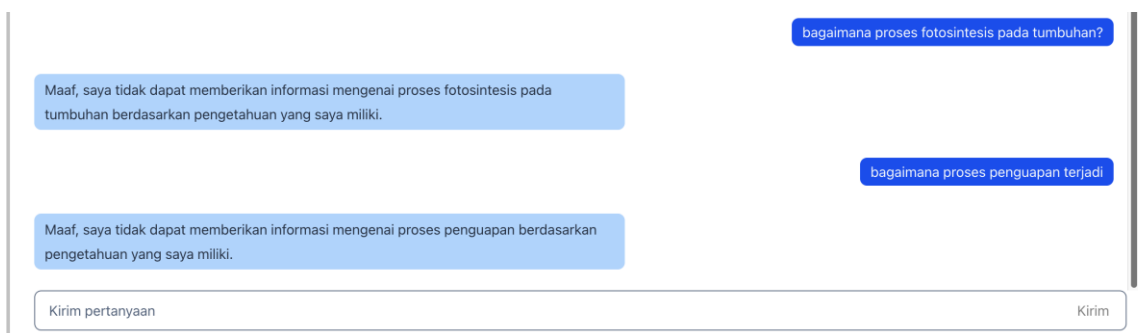 bagaimana proses fotosintesis pada tumbuhan?
Maaf, saya tidak dapat memberikan informasi mengenai proses fotosintesis pada
tumbuhan berdasarkan pengetahuan yang saya miliki.
bagaimana proses penguapan terjadi
Maaf, saya tidak dapat memberikan informasi mengenai proses penguapan berdasarkan
pengetahuan yang saya miliki.
Kirim pertanyaan Kirim